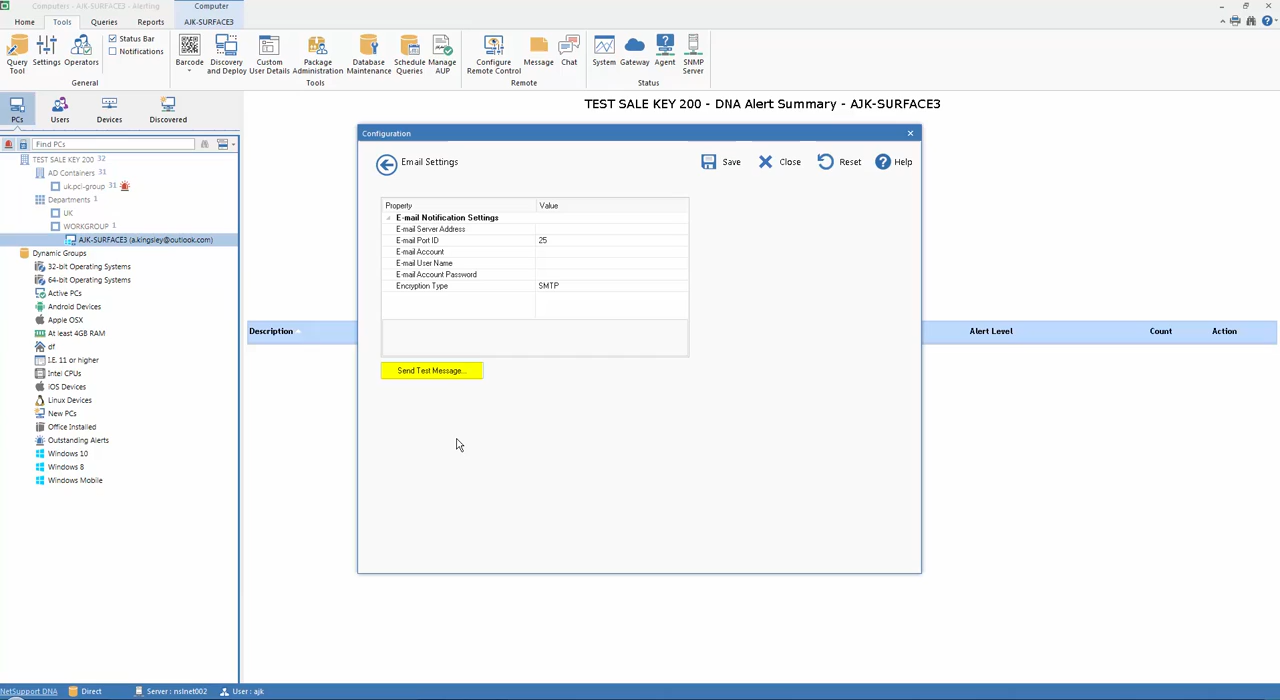 Computers - AJK-SURFACE3 - Alerting
Computer
Home Tools Queries Reports AJK-SURFACE3
Query Tool
Settings
Operators
Status Bar
Notifications
General
Barcode
Discovery and Deploy
Custom User Details
Package Administration
Database Maintenance
Schedule Queries
Manage AUP
Tools
Configure Remote Control
Message
Chat
Remote
System
Gateway
Agent
SNMP Server
Status
PCs Users Devices Discovered
Find PCs
TEST SALE KEY 200 32
AD Containers 31
uk.pci-group 31
Departments 1
UK
WORKGROUP 1
AJK-SURFACE3 (a.kingsley@outlook.com)
Dynamic Groups
32-bit Operating Systems
64-bit Operating Systems
Active PCs
Android Devices
Apple OSX
At least 4GB RAM
df
I.E. 11 or higher
Intel CPUs
iOS Devices
Linux Devices
New PCs
Office Installed
Outstanding Alerts
Windows 10
Windows 8
Windows Mobile
TEST SALE KEY 200 - DNA Alert Summary - AJK-SURFACE3
Description Alert Level Count Action
Configuration
Email Settings
Save Close Reset Help
Property Value
E-mail Notification Settings
E-mail Server Address
E-mail Port ID 25
E-mail Account
E-mail User Name
E-mail Account Password
Encryption Type SMTP
Send Test Message...
NetSupport DNA Direct Server : nslnet002 User : ajk